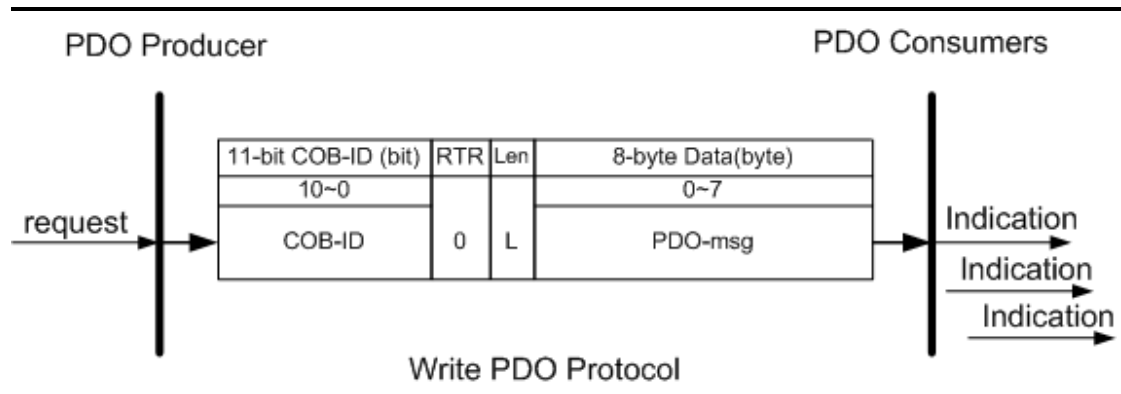 PDO Producer
PDO Consumers
11-bit COB-ID (bit) RTR Len 8-byte Data(byte)
10~0 0~7
request
COB-ID 0 L PDO-msg
Indication
Indication
Indication
Write PDO Protocol